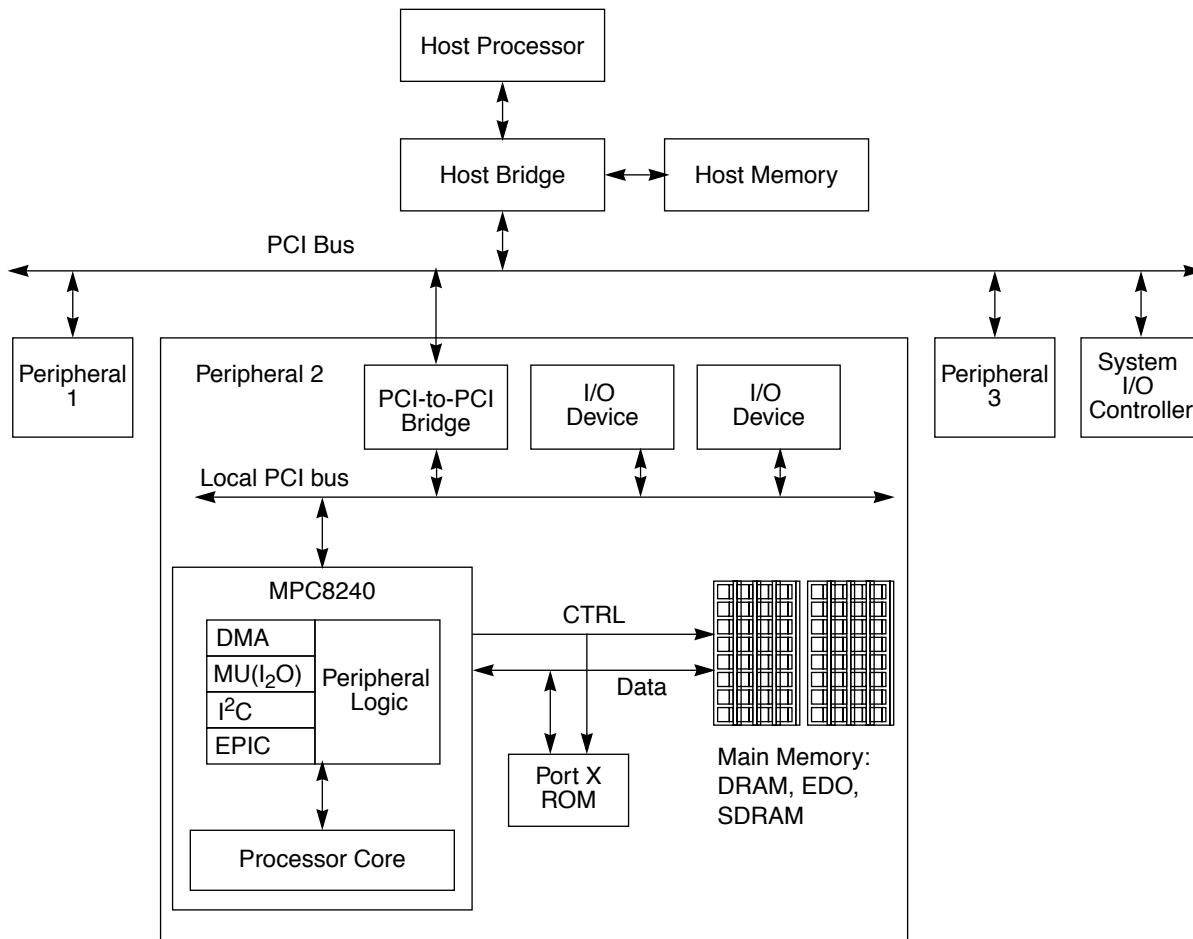 Host Processor
Host Bridge
Host Memory
PCI Bus
Peripheral
1
Peripheral 2
PCI-to-PCI
Bridge
I/O
Device
I/O
Device
Peripheral
3
System
I/O
Controller
Local PCI bus
MPC8240
DMA
MU(I₂O)
I²C
EPIC
Peripheral
Logic
Processor Core
CTRL
Data
Port X
ROM
Main Memory:
DRAM, EDO,
SDRAM